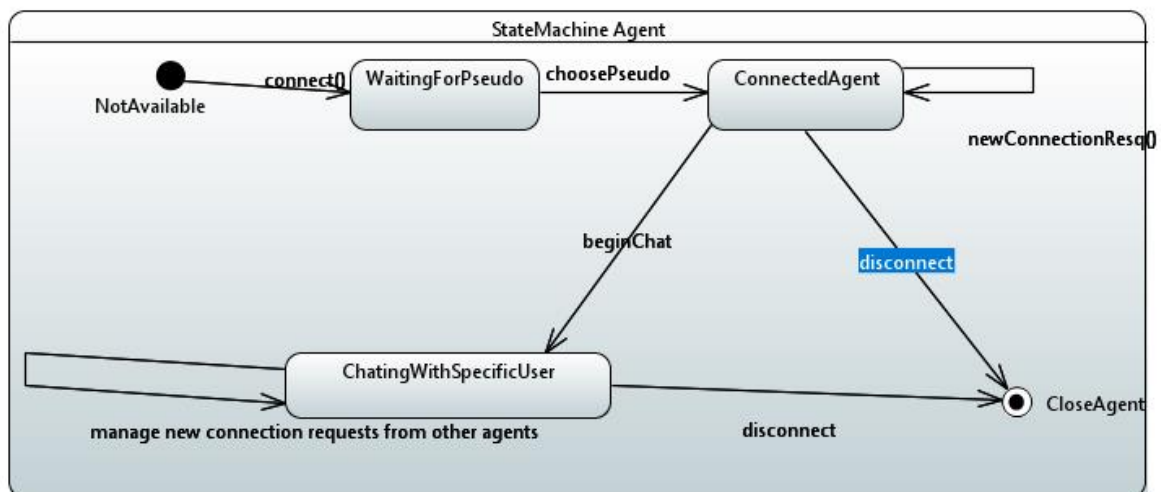 StateMachine Agent
NotAvailable
connect()
WaitingForPseudo
choosePseudo
ConnectedAgent
newConnectionResq()
beginChat
disconnect
ChatingWithSpecificUser
manage new connection requests from other agents
disconnect
CloseAgent